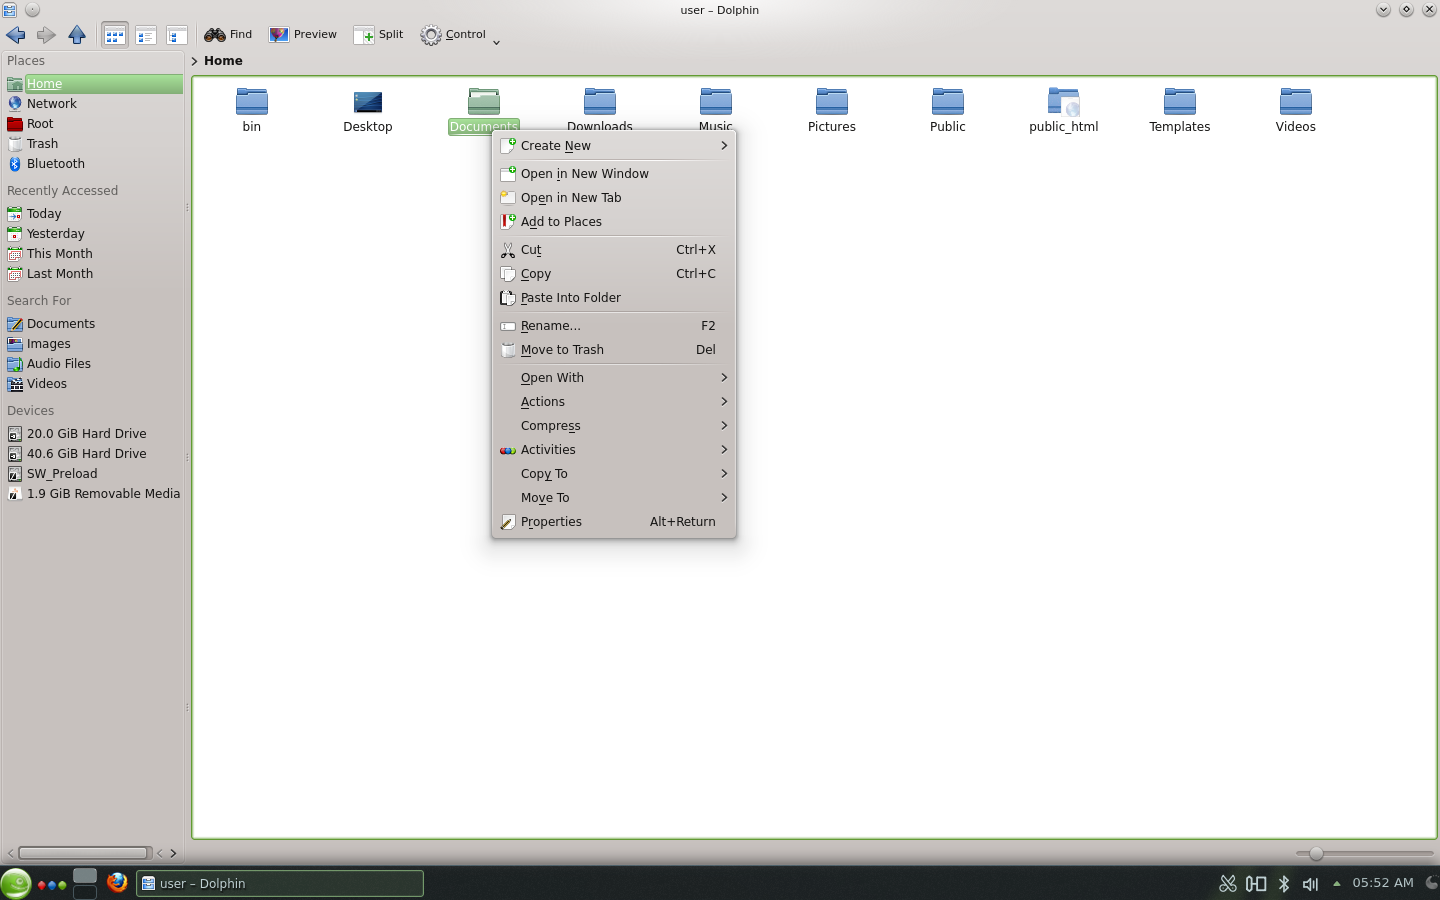 user – Dolphin
Find
Preview
Split
Control
Places
Home
Network
Root
Trash
Bluetooth
Recently Accessed
Today
Yesterday
This Month
Last Month
Search For
Documents
Images
Audio Files
Videos
Devices
20.0 GiB Hard Drive
40.6 GiB Hard Drive
SW_Preload
1.9 GiB Removable Media
Home
bin
Desktop
Documents
Downloads
Music
Pictures
Public
public_html
Templates
Videos
Create New
Open in New Window
Open in New Tab
Add to Places
Cut Ctrl+X
Copy Ctrl+C
Paste Into Folder
Rename... F2
Move to Trash Del
Open With
Actions
Compress
Activities
Copy To
Move To
Properties Alt+Return
user – Dolphin
05:52 AM